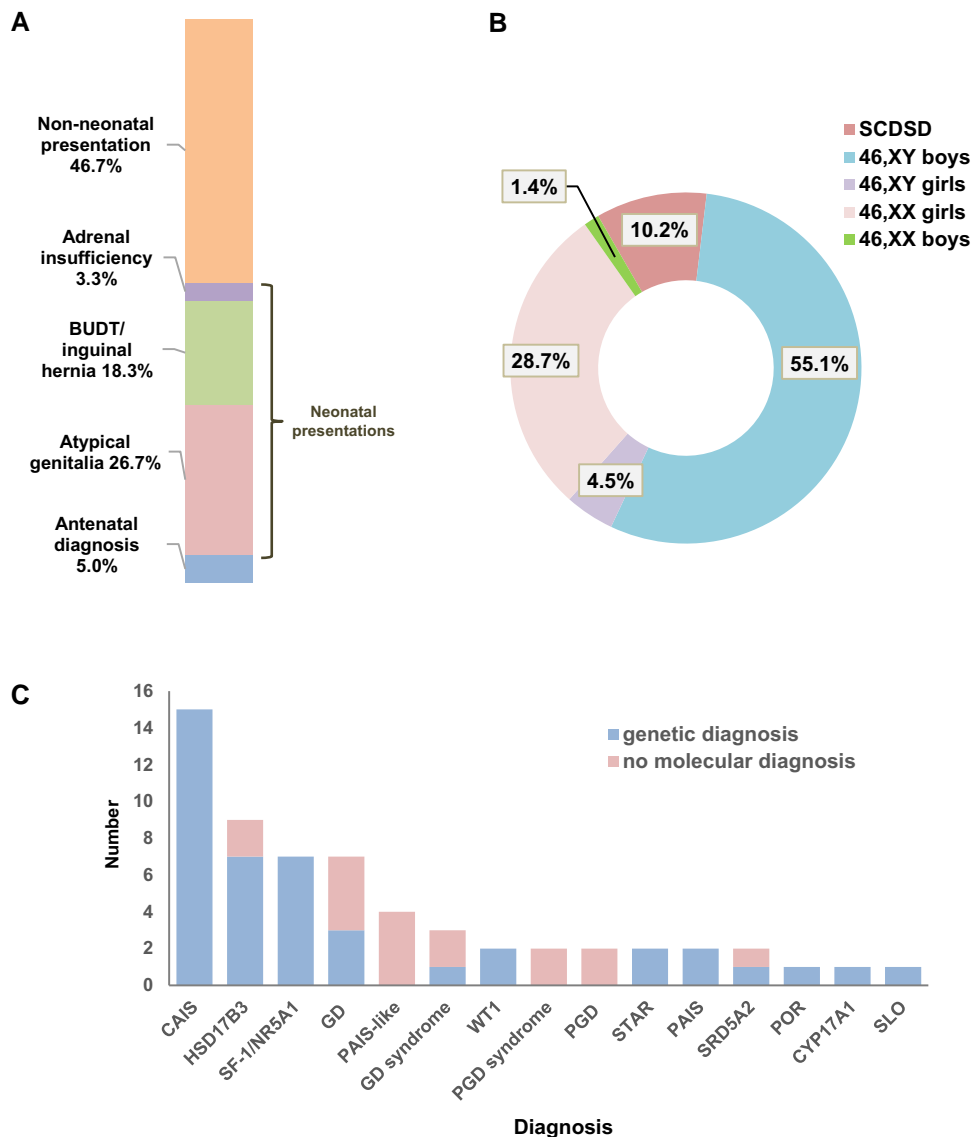 A
Non-neonatal
presentation
46.7%
Adrenal
insufficiency
3.3%
BUDT/
inguinal
hernia 18.3%
Atypical
genitalia 26.7%
Antenatal
diagnosis
5.0%
Neonatal
presentations
B
SCDSD
46,XY boys
46,XY girls
46,XX girls
46,XX boys
1.4%
10.2%
28.7%
55.1%
4.5%
C
16
14
12
10
8
6
4
2
0
Number
genetic diagnosis
no molecular diagnosis
CAIS
HSD17B3
SF-1/NR5A1
GD
PAIS-like
GD syndrome
WT1
PGD syndrome
PGD
STAR
PAIS
SRD5A2
POR
CYP17A1
SLO
Diagnosis